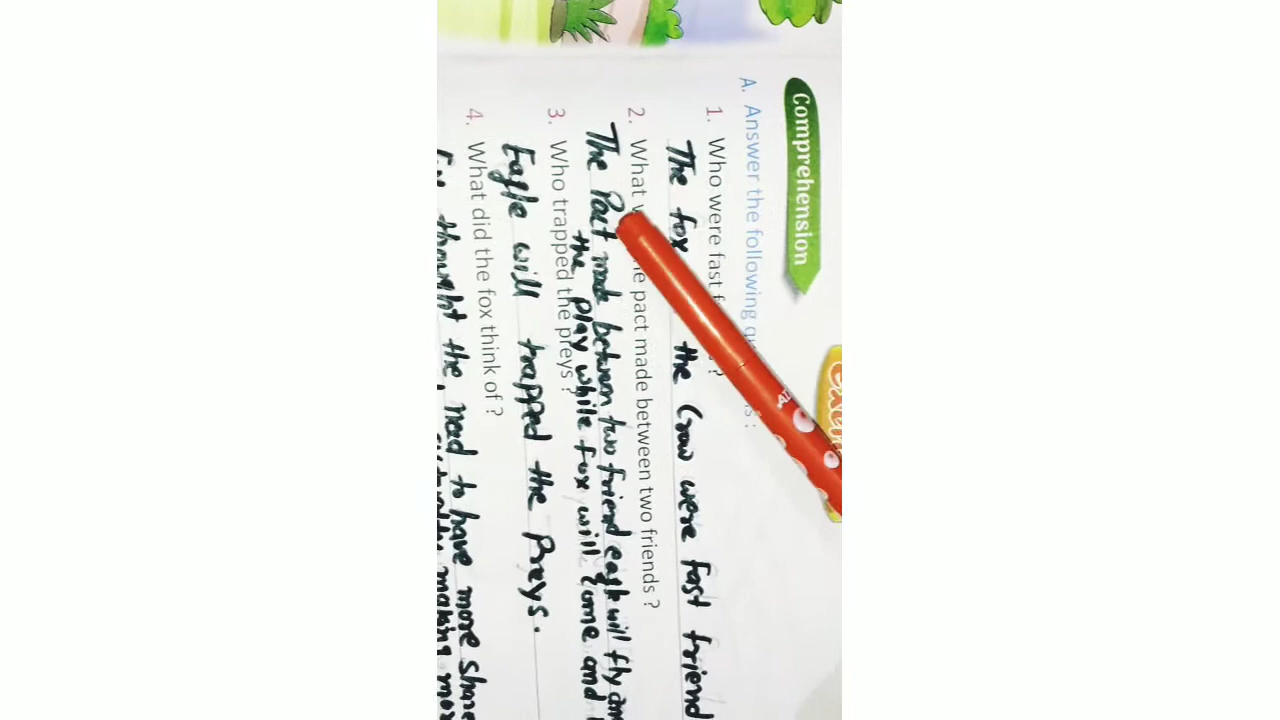 Comprehension
A. Answer the following
1. Who were fast
The fox the Crow were fast friend
2. What the pact made between two friends ?
The Pact made between two friend eagle will fly
the play while fox will come and
3. Who trapped the preys ?
Eagle will trapped the Preys.
4. What did the fox think of ?
thought the need to have more share
making